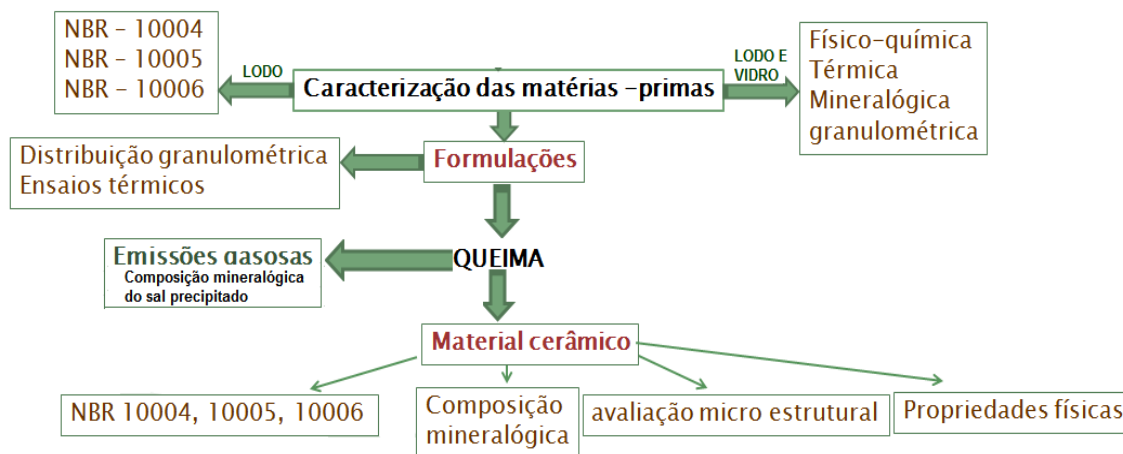 NBR – 10004
NBR – 10005
NBR – 10006
LODO
Caracterização das matérias –primas
LODO E
VIDRO
Físico-química
Térmica
Mineralógica
granulométrica
Distribuição granulométrica
Ensaios térmicos
Formulações
Emissões gasosas
Composição mineralógica
do sal precipitado
QUEIMA
Material cerâmico
NBR 10004, 10005, 10006
Composição
mineralógica
avaliação micro estrutural
Propriedades físicas